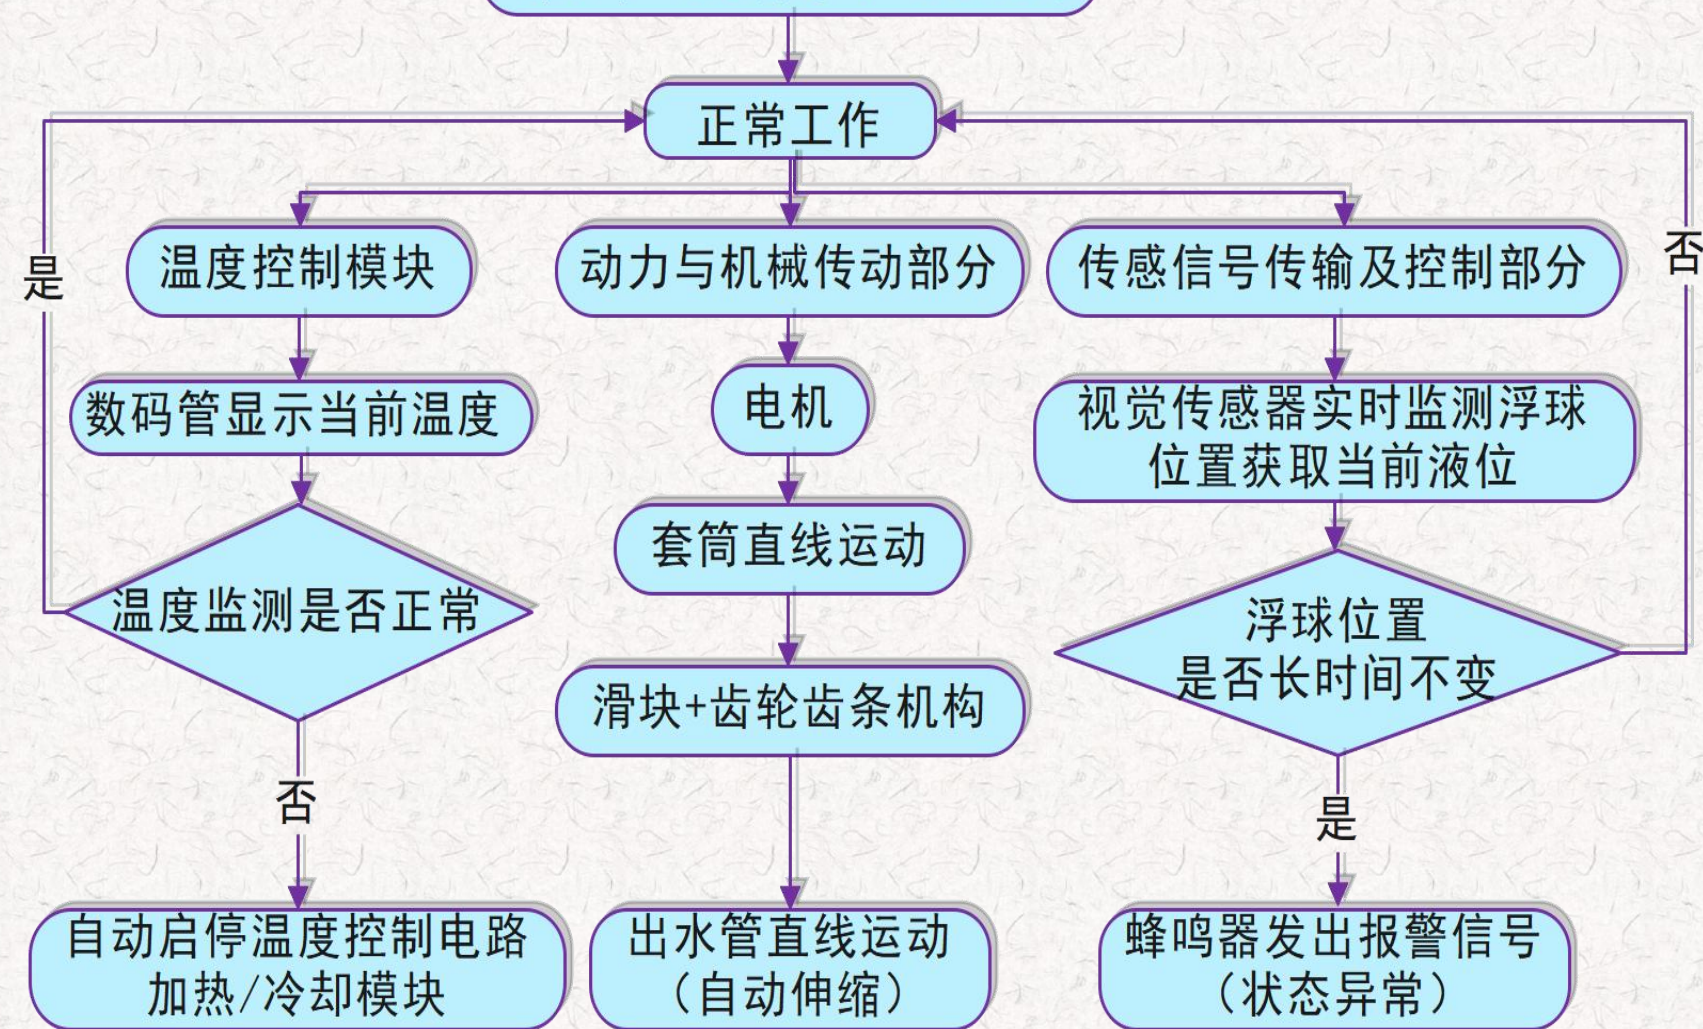 正常工作
是
否
温度控制模块
动力与机械传动部分
传感信号传输及控制部分
数码管显示当前温度
电机
视觉传感器实时监测浮球
位置获取当前液位
套筒直线运动
温度监测是否正常
浮球位置
是否长时间不变
滑块+齿轮齿条机构
否
是
自动启停温度控制电路
加热/冷却模块
出水管直线运动
（自动伸缩）
蜂鸣器发出报警信号
（状态异常）